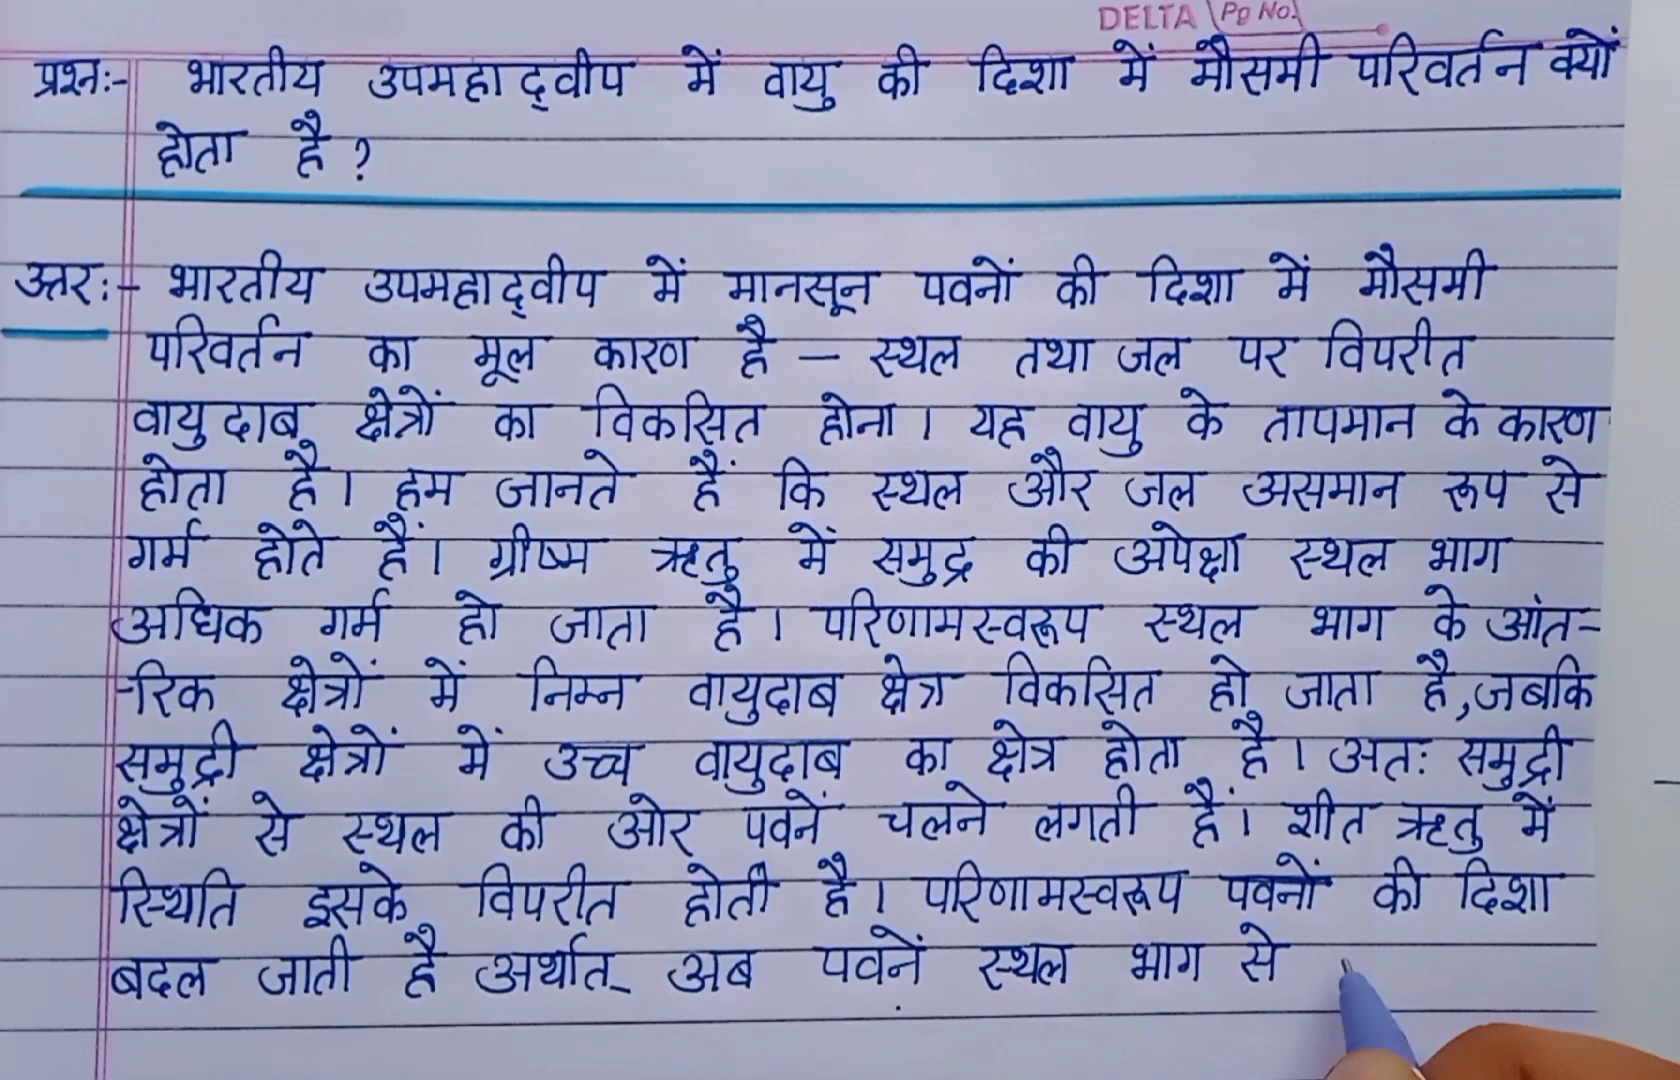 DELTA Pg No.
प्रश्न:- भारतीय उपमहाद्वीप में वायु की दिशा में मौसमी परिवर्तन क्यों
होता है ?
उत्तर:- भारतीय उपमहाद्वीप में मानसून पवनों की दिशा में मौसमी
परिवर्तन का मूल कारण है - स्थल तथा जल पर विपरीत
वायुदाब क्षेत्रों का विकसित होना। यह वायु के तापमान के कारण
होता है। हम जानते हैं कि स्थल और जल असमान रूप से
गर्म होते हैं। ग्रीष्म ऋतु में समुद्र की अपेक्षा स्थल भाग
अधिक गर्म हो जाता है। परिणामस्वरूप स्थल भाग के आंत-
-रिक क्षेत्रों में निम्न वायुदाब क्षेत्र विकसित हो जाता है, जबकि
समुद्री क्षेत्रों में उच्च वायुदाब का क्षेत्र होता है। अतः समुद्री
क्षेत्रों से स्थल की ओर पवनें चलने लगती हैं। शीत ऋतु में
स्थिति इसके विपरीत होती है। परिणामस्वरूप पवनों की दिशा
बदल जाती है अर्थात् अब पवनें स्थल भाग से